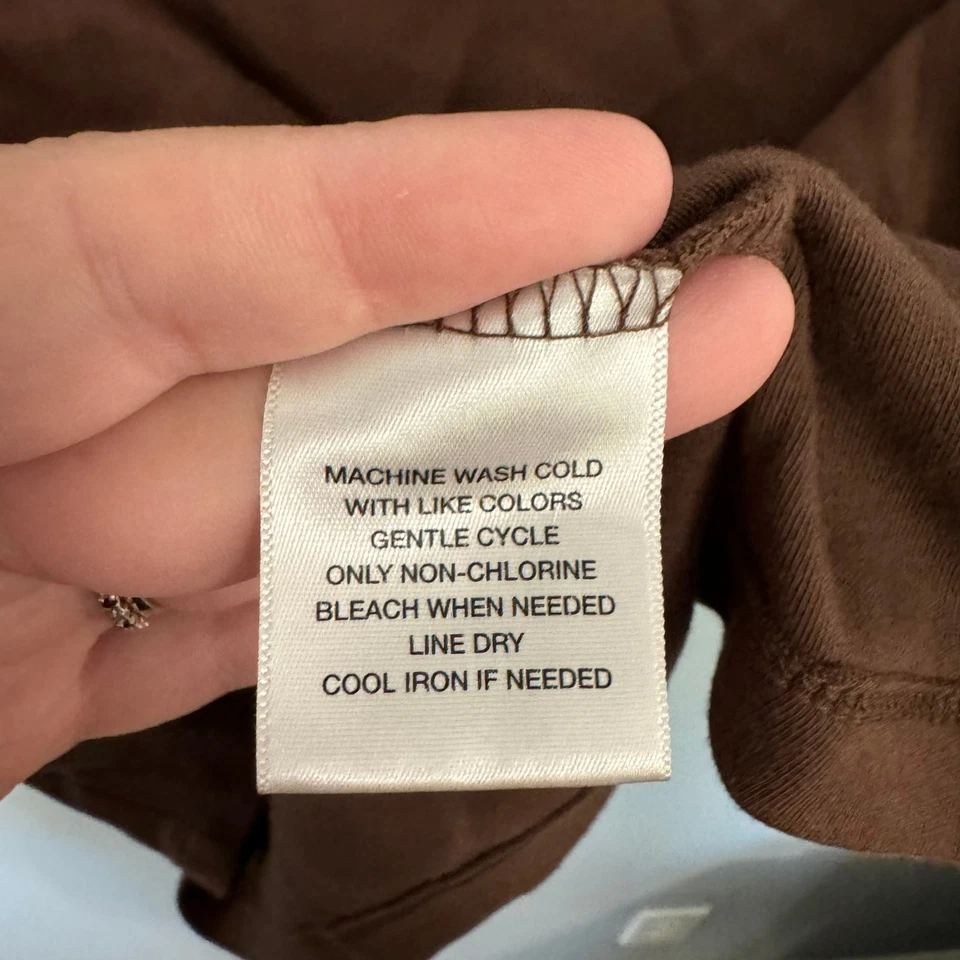 MACHINE WASH COLD
WITH LIKE COLORS
GENTLE CYCLE
ONLY NON-CHLORINE
BLEACH WHEN NEEDED
LINE DRY
COOL IRON IF NEEDED